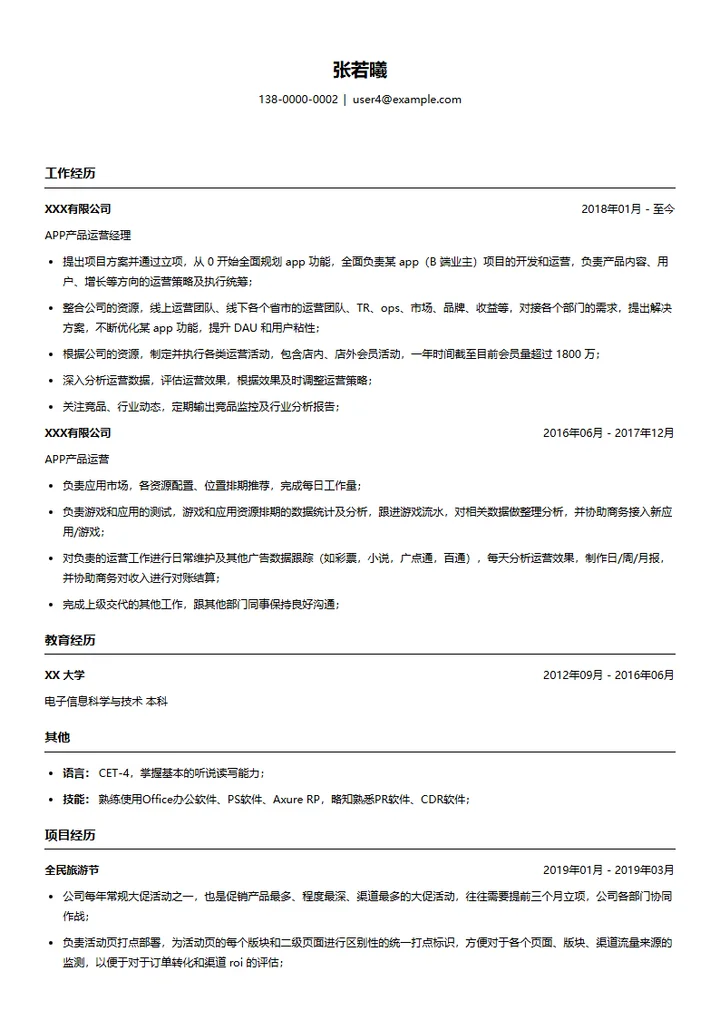 张若曦
138-0000-0002 | user4@example.com
工作经历
XXX有限公司 2018年01月 - 至今
APP产品运营经理
• 提出项目方案并通过立项，从 0 开始全面规划 app 功能，全面负责某 app（B 端业主）项目的开发和运营，负责产品内容、用
户、增长等方向的运营策略及执行统筹；
• 整合公司的资源，线上运营团队、线下各个省市的运营团队、TR、ops、市场、品牌、收益等，对接各个部门的需求，提出解决
方案，不断优化某 app 功能，提升 DAU 和用户粘性；
• 根据公司的资源，制定并执行各类运营活动，包含店内、店外会员活动，一年时间截至目前会员量超过 1800 万；
• 深入分析运营数据，评估运营效果，根据效果及时调整运营策略；
• 关注竞品、行业动态，定期输出竞品监控及行业分析报告；
XXX有限公司 2016年06月 - 2017年12月
APP产品运营
• 负责应用市场，各资源配置、位置排期推荐，完成每日工作量；
• 负责游戏和应用的测试，游戏和应用资源排期的数据统计及分析，跟进游戏流水，对相关数据做整理分析，并协助商务接入新应
用/游戏；
• 对负责的运营工作进行日常维护及其他广告数据跟踪（如彩票，小说，广点通，百通），每天分析运营效果，制作日/周/月报，
并协助商务对收入进行对账结算；
• 完成上级交代的其他工作，跟其他部门同事保持良好沟通；
教育经历
XX 大学 2012年09月 - 2016年06月
电子信息科学与技术 本科
其他
• 语言： CET-4，掌握基本的听说读写能力；
• 技能： 熟练使用Office办公软件、PS软件、Axure RP，略知熟悉PR软件、CDR软件；
项目经历
全民旅游节 2019年01月 - 2019年03月
• 公司每年常规大促活动之一，也是促销产品最多、程度最深、渠道最多的大促活动，往往需要提前三个月立项，公司各部门协同
作战；
• 负责活动页打点部署，为活动页的每个版块和二级页面进行区别性的统一打点标识，方便对于各个页面、版块、渠道流量来源的
监测，以便于对于订单转化和渠道 roi 的评估；